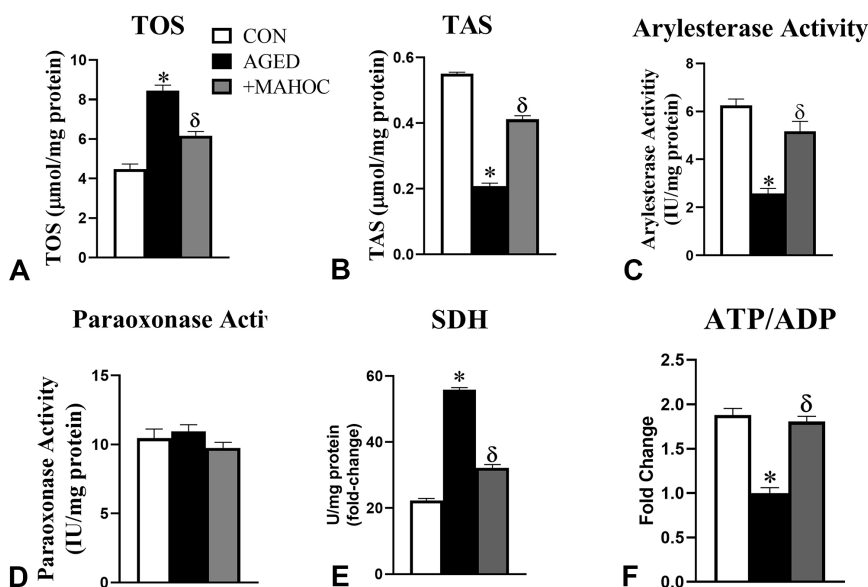 TOS
CON
AGED
+MAHOC
TOS (µmol/mg protein)
10
8
6
4
2
0
*
δ
A
TAS
TAS (µmol/mg protein)
0.6
0.4
0.2
0.0
*
δ
B
Arylesterase Activity
Arylesterase Activitiy
(IU/mg protein)
8
6
4
2
0
*
δ
C
Paraoxonase Acti
Paraoxonase Activity
(IU/mg protein)
15
10
5
0
D
SDH
U/mg protein
(fold-change)
60
40
20
0
*
δ
E
ATP/ADP
Fold Change
2.5
2.0
1.5
1.0
0.5
0.0
*
δ
F